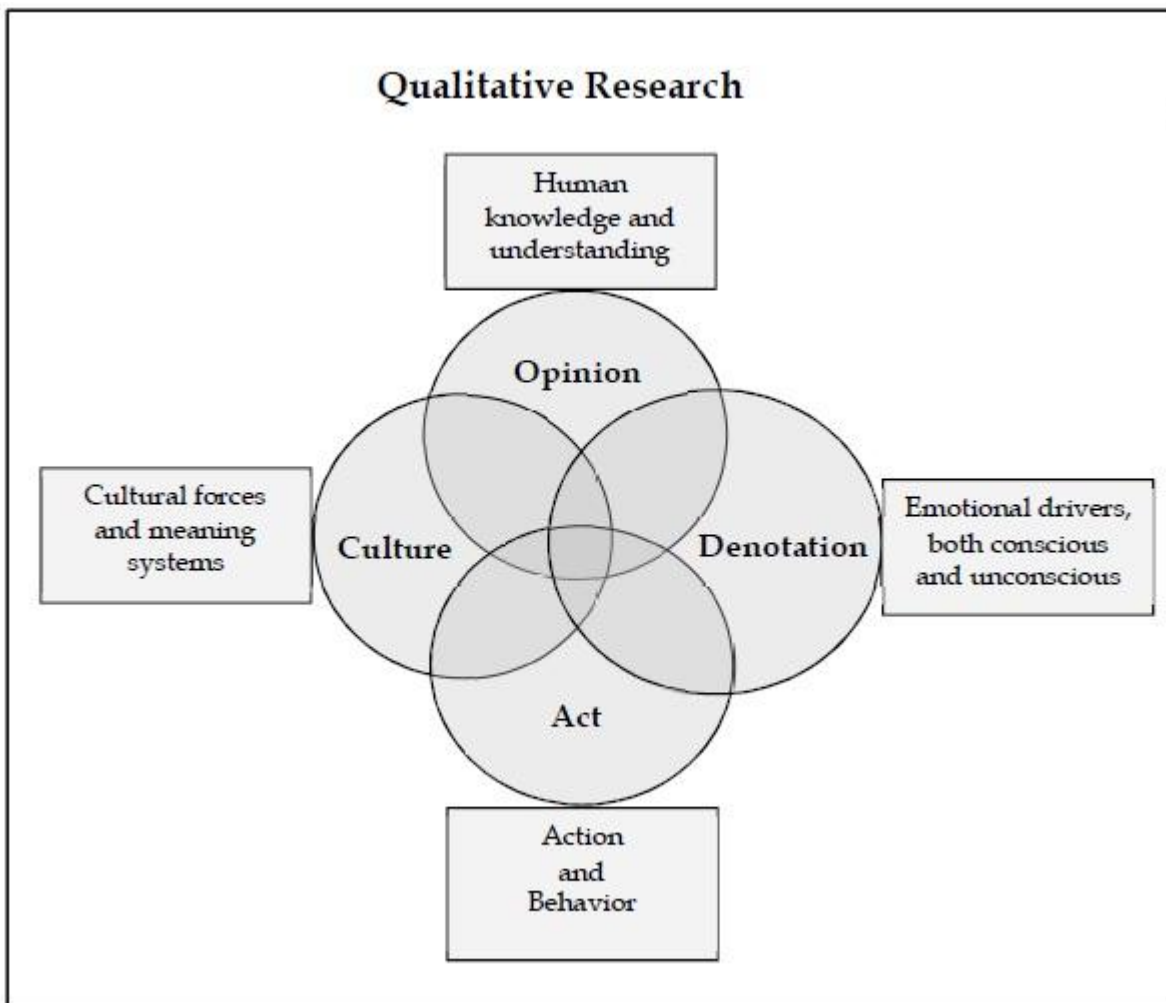 Qualitative Research
Human
knowledge and
understanding
Opinion
Cultural forces
and meaning
systems
Culture
Denotation
Emotional drivers,
both conscious
and unconscious
Act
Action
and
Behavior